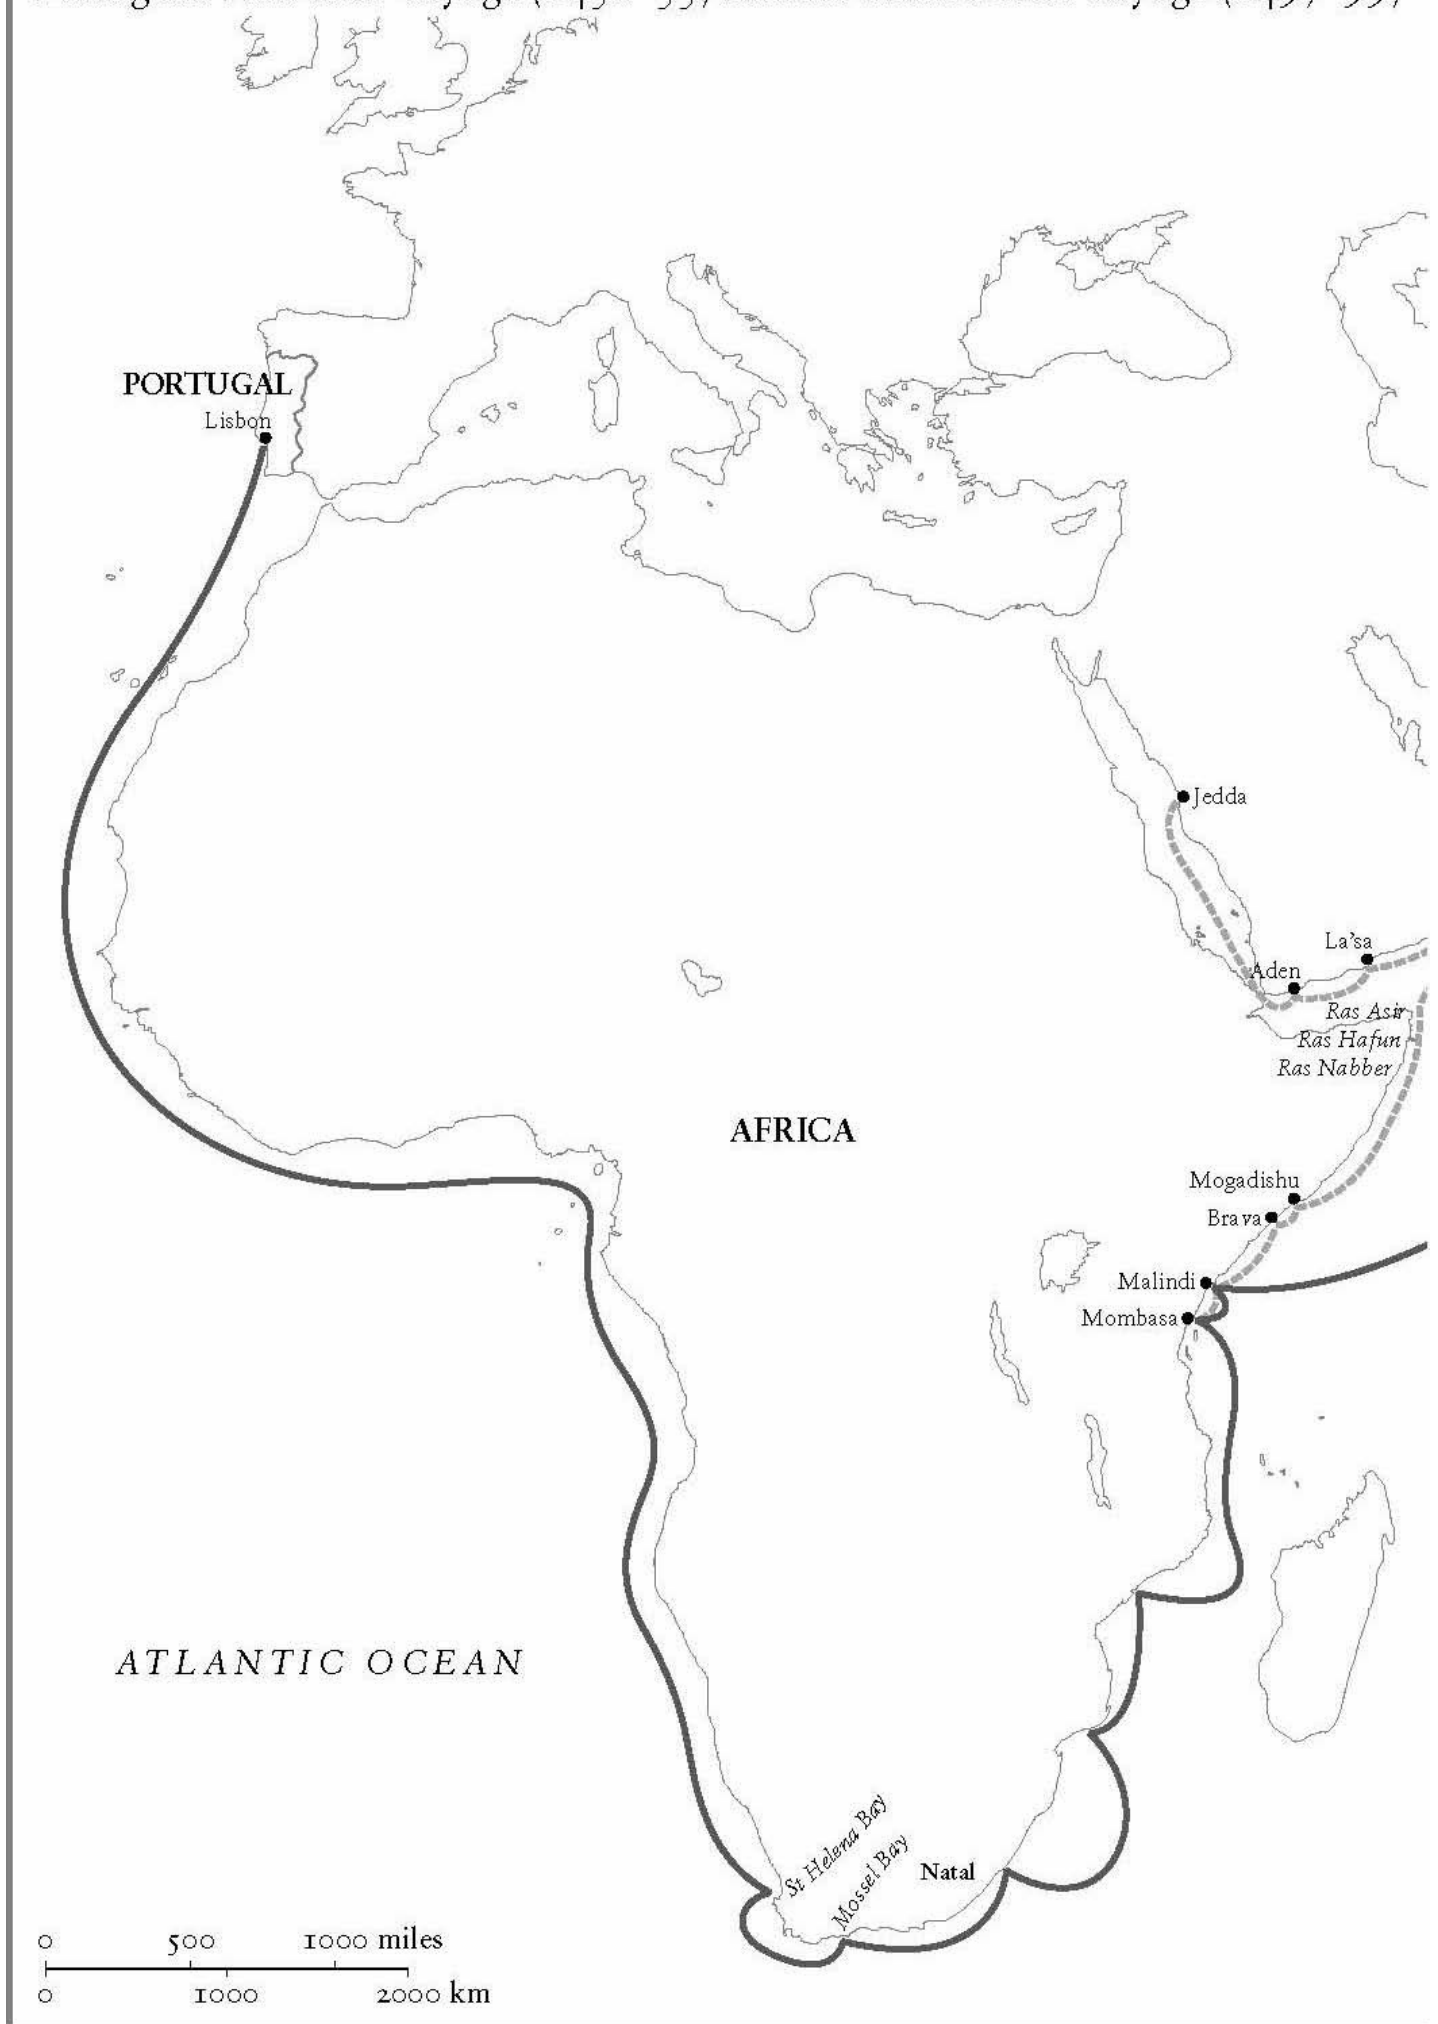 PORTUGAL
Lisbon
Jedda
La'sa
Aden
Ras Asir
Ras Hafun
Ras Nabber
AFRICA
Mogadishu
Brava
Malindi
Mombasa
ATLANTIC OCEAN
St Helena Bay
Mossel Bay
Natal
0 500 1000 miles
0 1000 2000 km